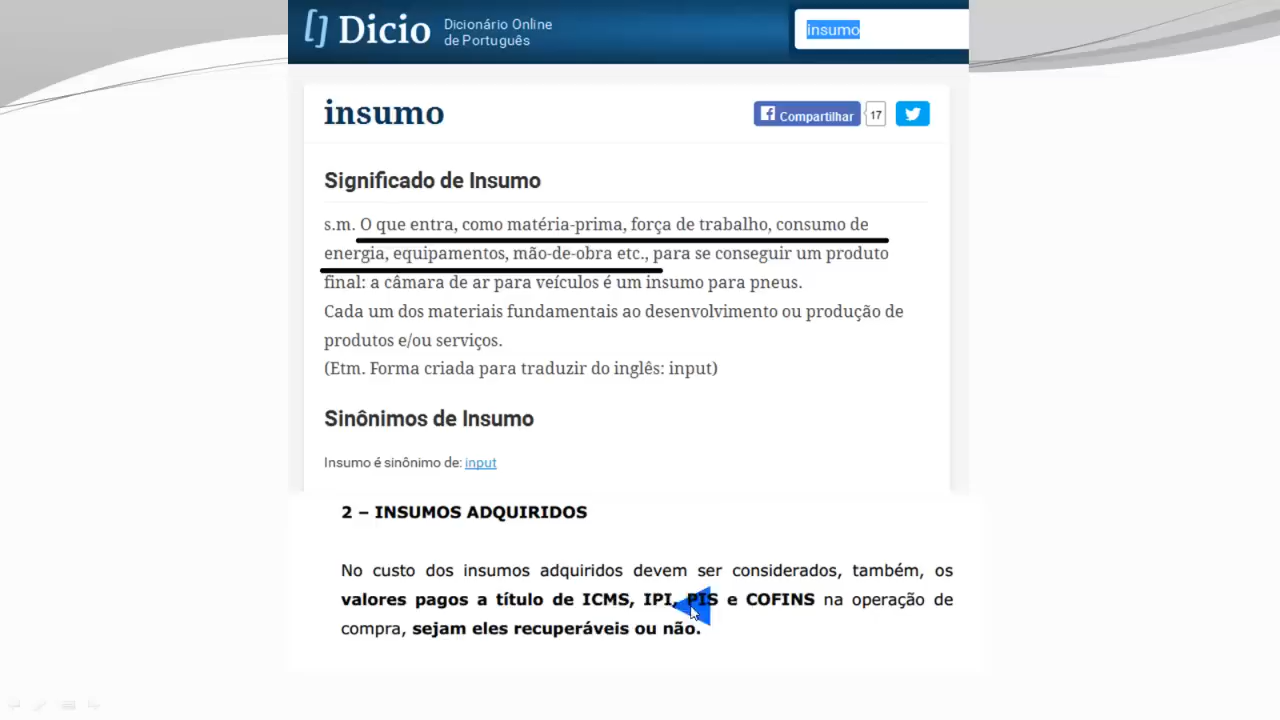 Dicio
Dicionário Online
de Português
insumo
insumo
Compartilhar
17
Significado de Insumo
s.m. O que entra, como matéria-prima, força de trabalho, consumo de
energia, equipamentos, mão-de-obra etc., para se conseguir um produto
final: a câmara de ar para veículos é um insumo para pneus.
Cada um dos materiais fundamentais ao desenvolvimento ou produção de
produtos e/ou serviços.
(Etm. Forma criada para traduzir do inglês: input)
Sinônimos de Insumo
Insumo é sinônimo de: input
2 – INSUMOS ADQUIRIDOS
No custo dos insumos adquiridos devem ser considerados, também, os
valores pagos a título de ICMS, IPI, PIS e COFINS na operação de
compra, sejam eles recuperáveis ou não.